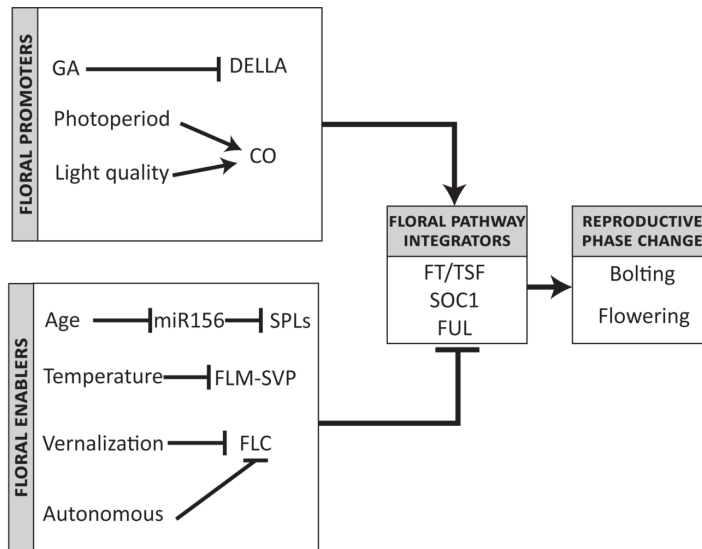 FLORAL PROMOTERS
GA
DELLA
Photoperiod
CO
Light quality
FLORAL PATHWAY
INTEGRATORS
FT/TSF
SOC1
FUL
REPRODUCTIVE
PHASE CHANGE
Bolting
Flowering
FLORAL ENABLERS
Age
miR156
SPLs
Temperature
FLM-SVP
Vernalization
FLC
Autonomous